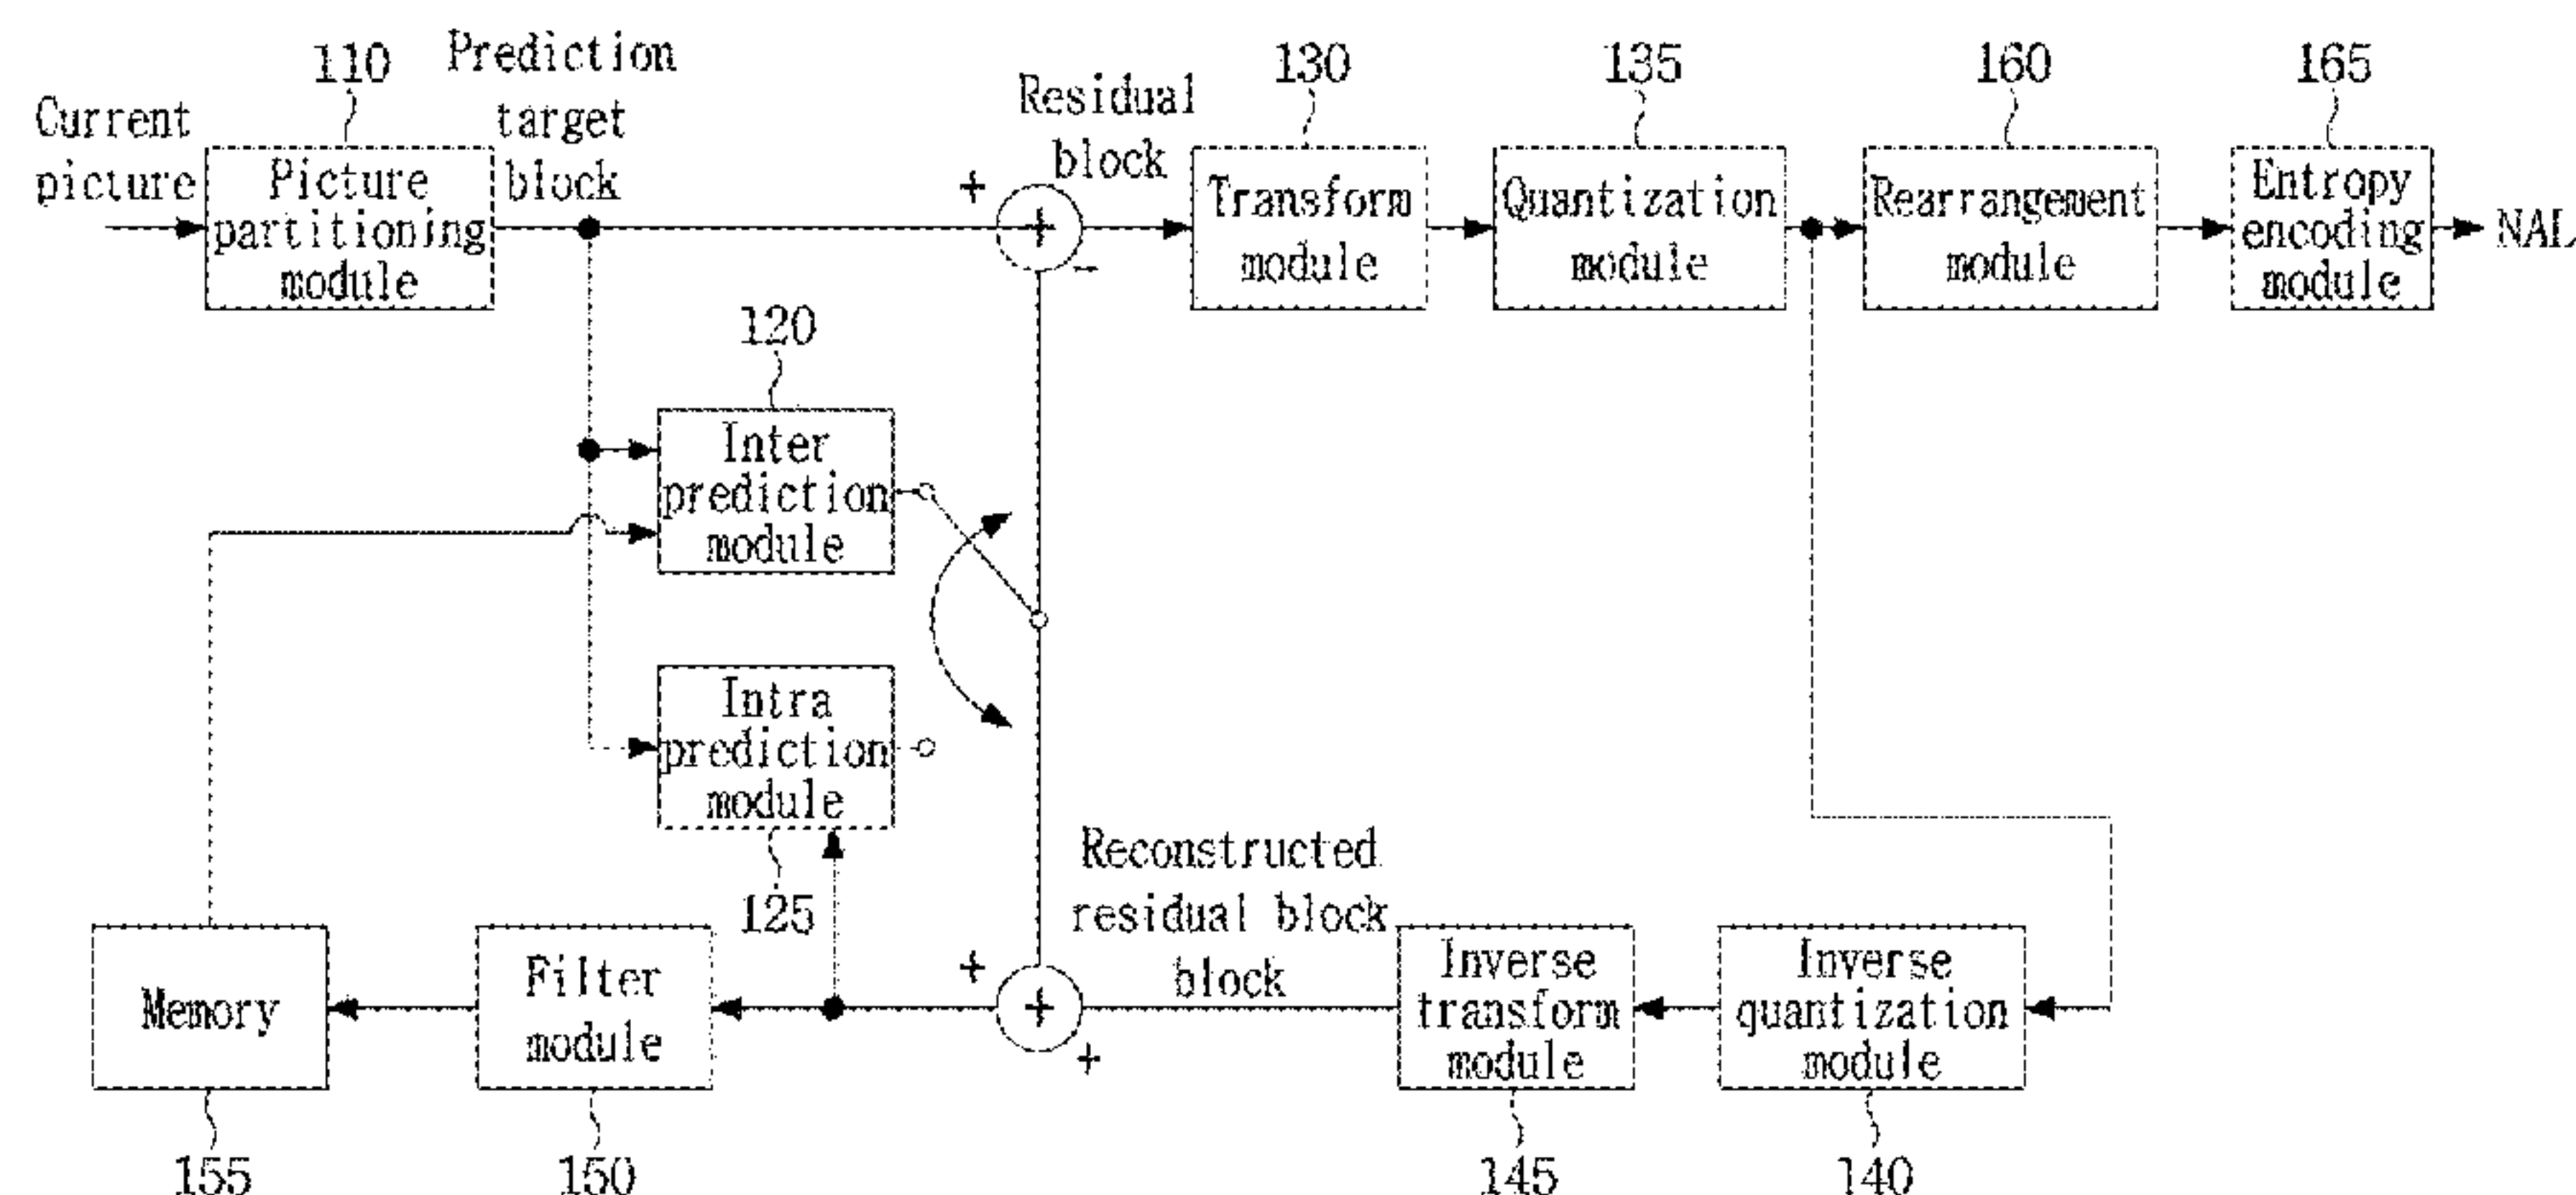 Current
picture
110
Picture
partitioning
module
Prediction
target
block
Residual
block
+
+
-
130
Transform
module
135
Quantization
module
160
Rearrangement
module
165
Entropy
encoding
module
NAL
120
Inter
prediction
module
Intra
prediction
module
125
Memory
155
Filter
module
150
+
+
+
Reconstructed
residual block
block
Inverse
transform
module
145
Inverse
quantization
module
140